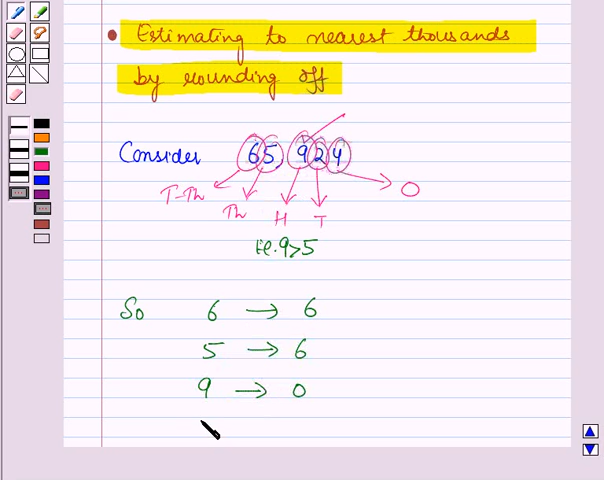 • Estimating to nearest thousands
by rounding off
Consider 65,924
T-Th Th H T O
i.e. 9>5
So 6 → 6
5 → 6
9 → 0